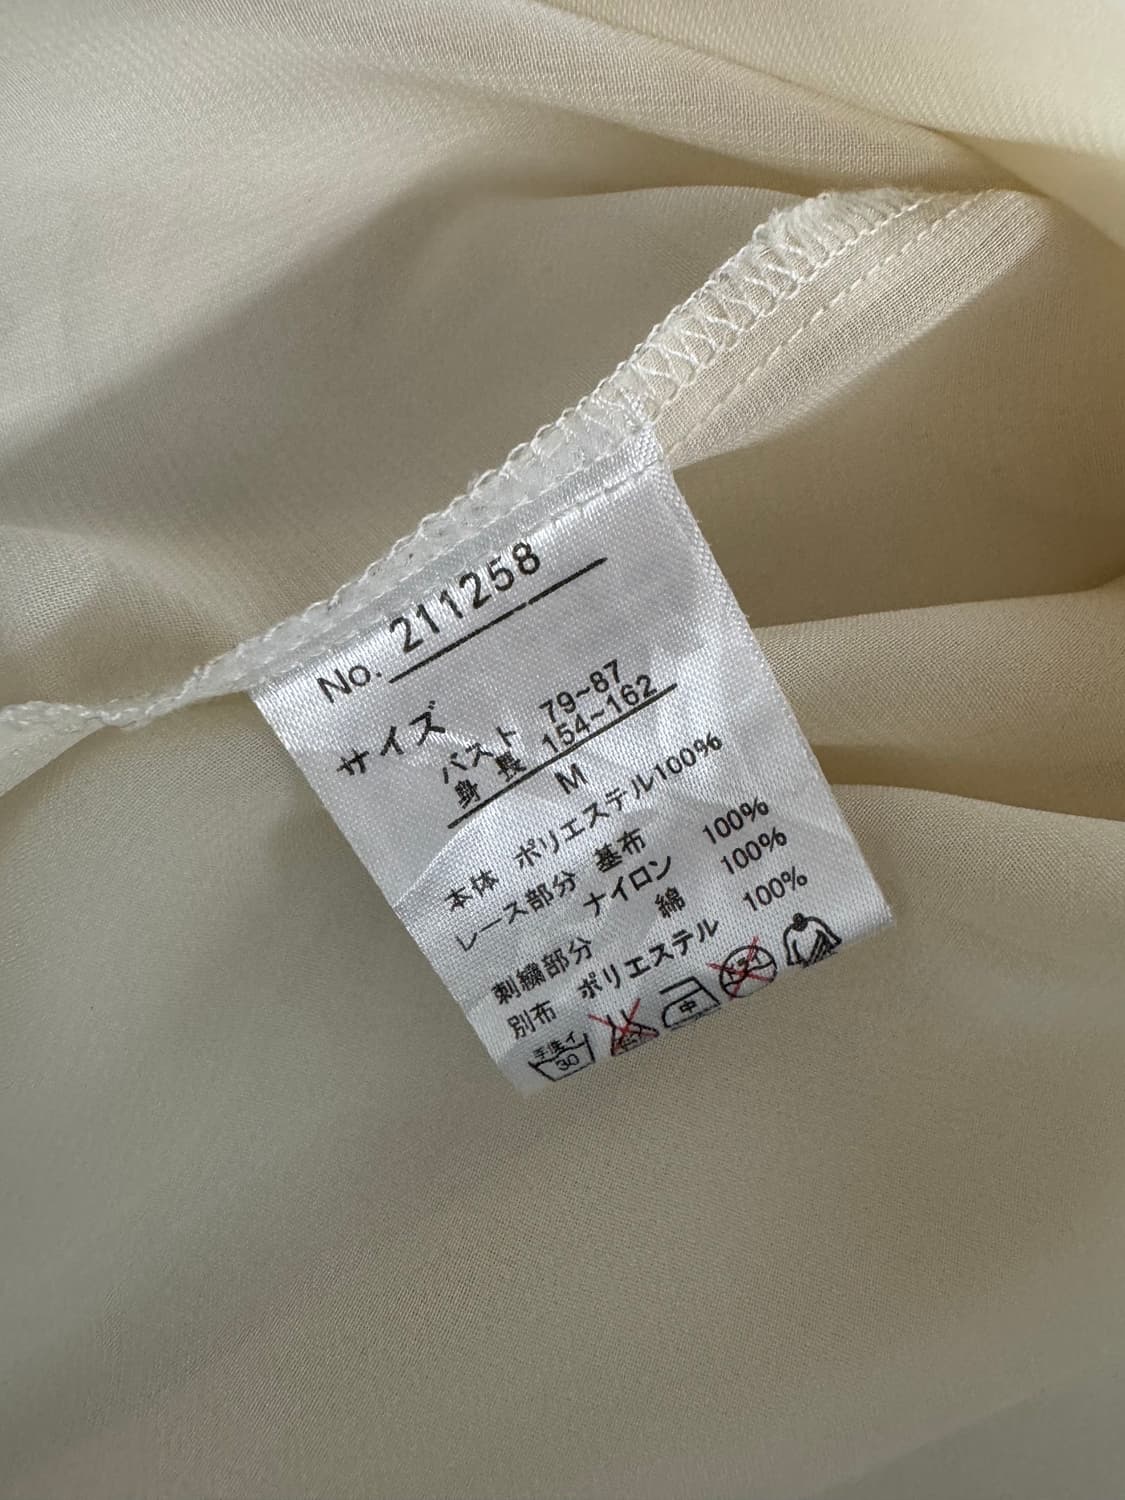 No. 211258
サイズ
バスト 79~87
身長 154~162
M
本体 ポリエステル100%
レース部分 基布
ナイロン 100%
刺繍部分 綿 100%
別布 ポリエステル 100%
手洗イ
30
中